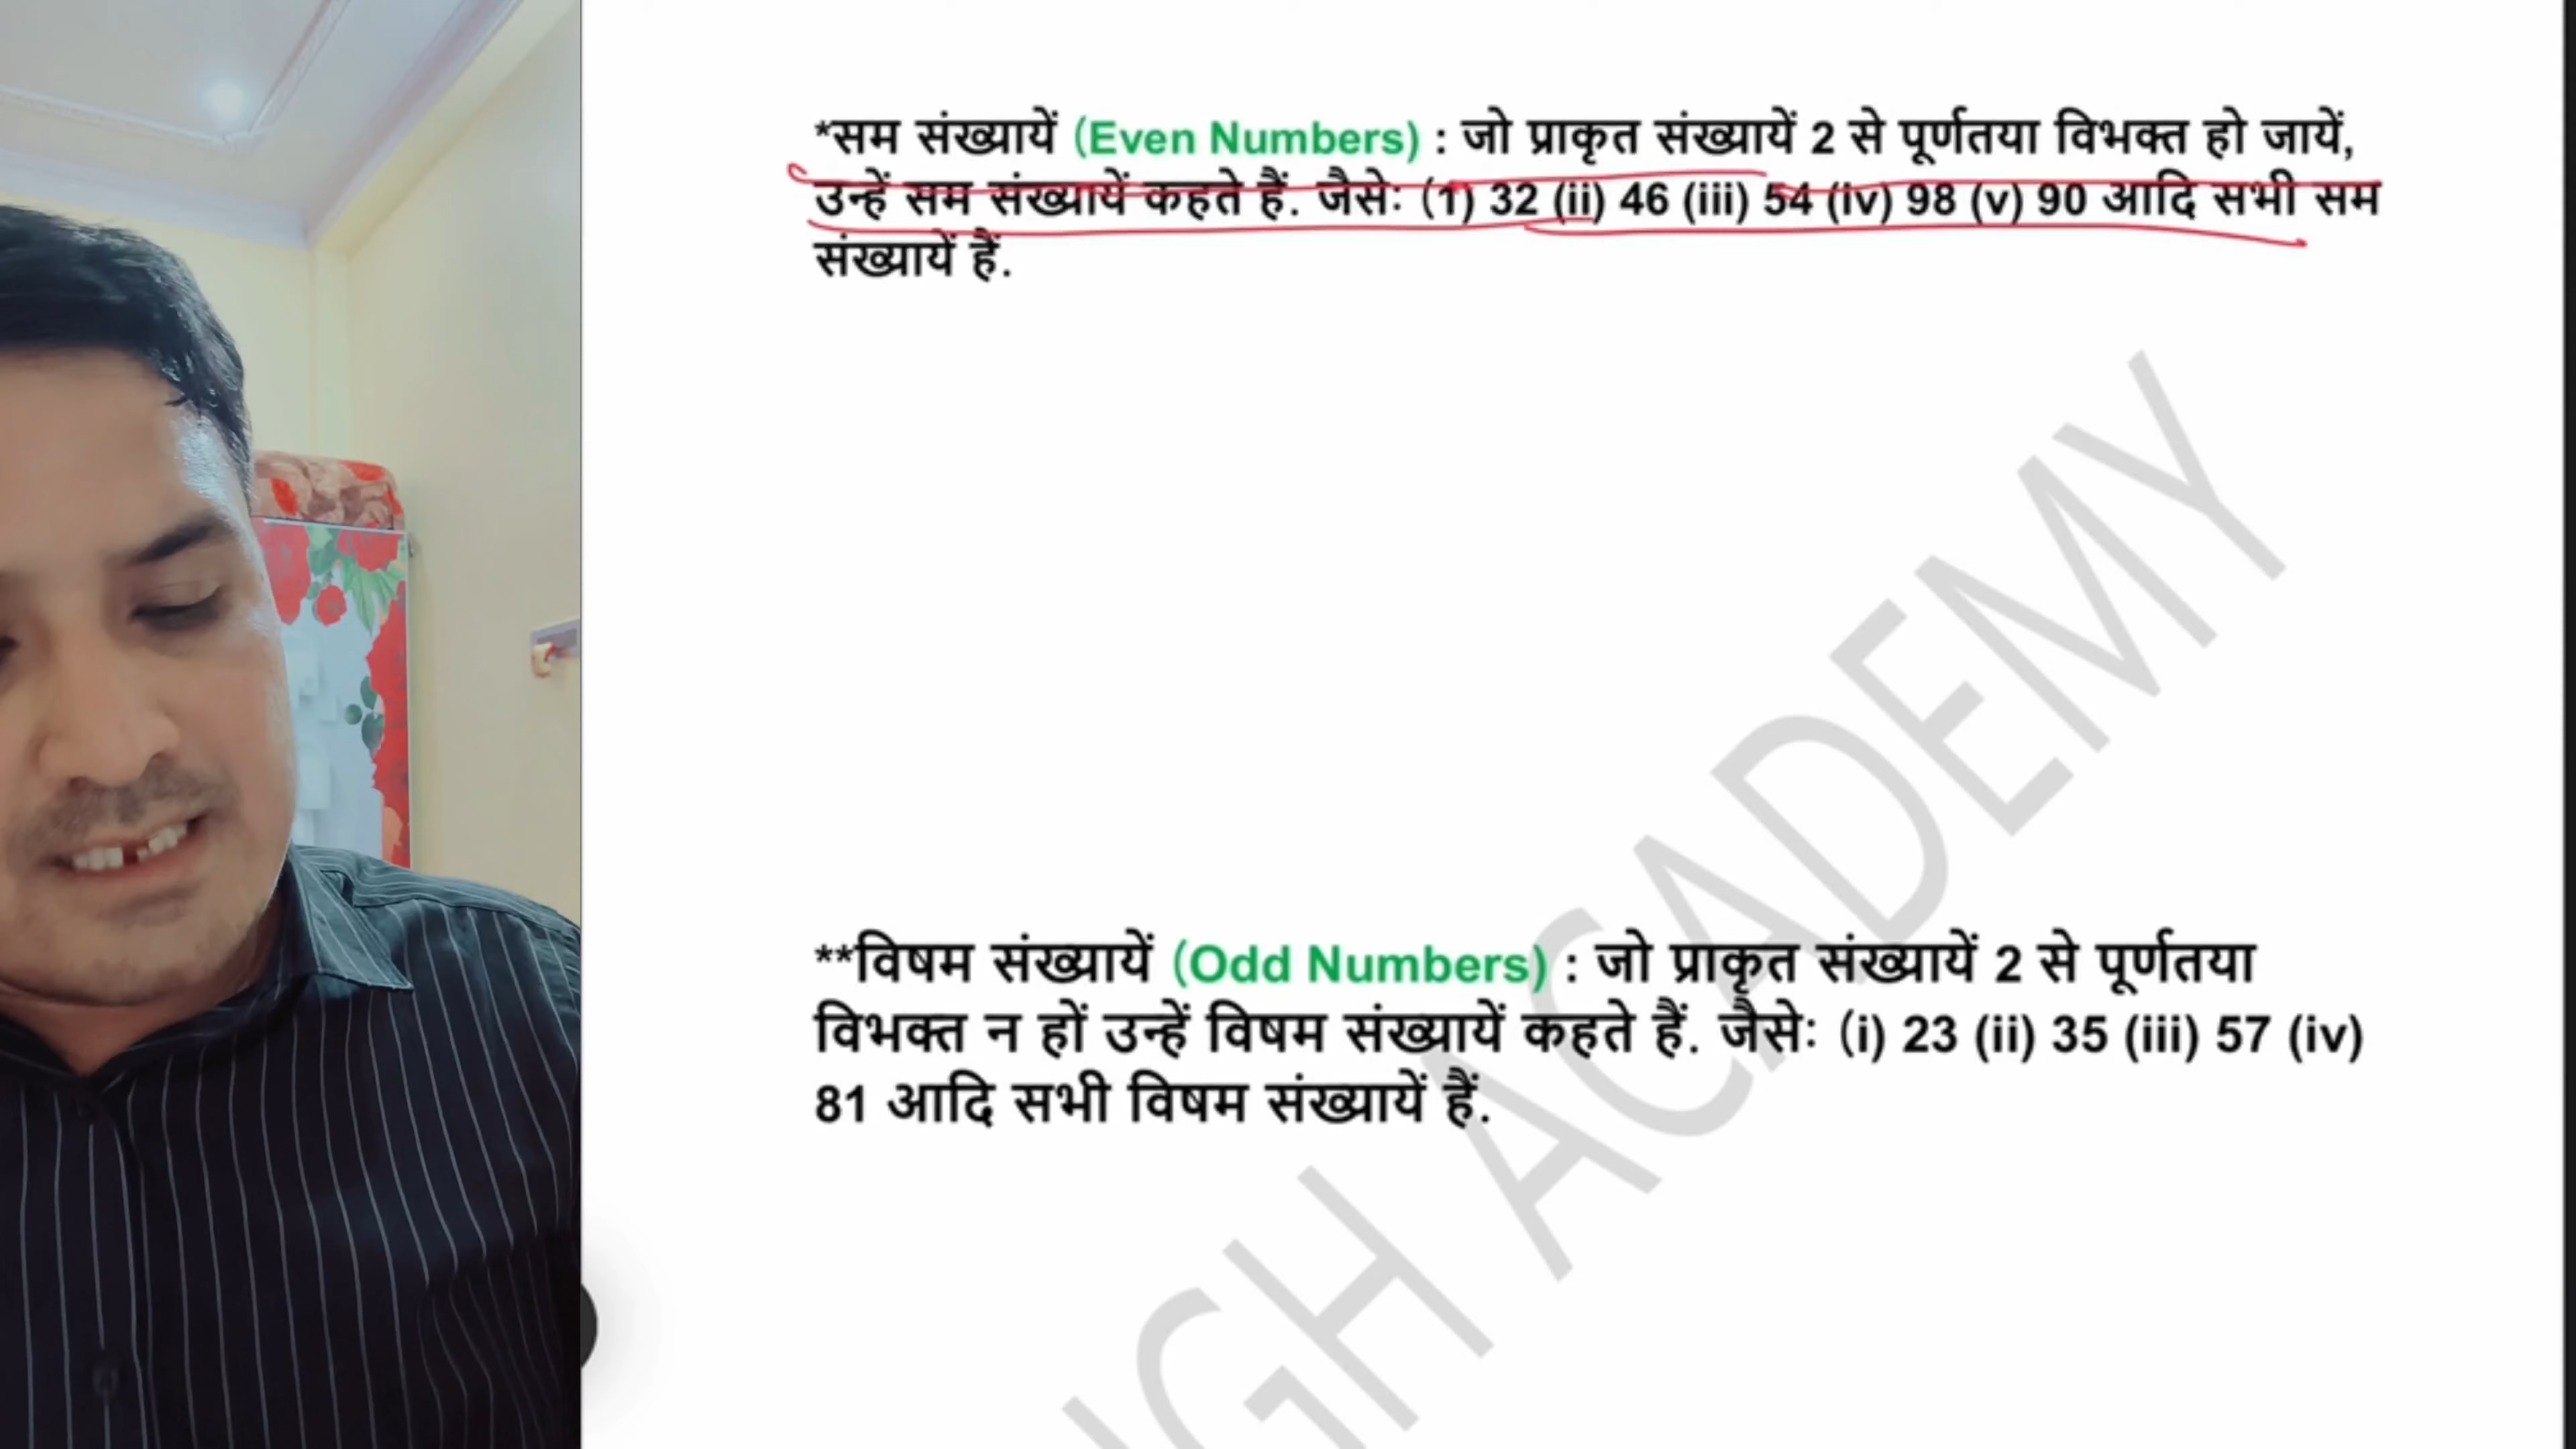 *सम संख्यायें (Even Numbers) : जो प्राकृत संख्यायें 2 से पूर्णतया विभक्त हो जायें,
उन्हें सम संख्यायें कहते हैं. जैसे: (1) 32 (ii) 46 (iii) 54 (iv) 98 (v) 90 आदि सभी सम
संख्यायें हैं.
**विषम संख्यायें (Odd Numbers) : जो प्राकृत संख्यायें 2 से पूर्णतया
विभक्त न हों उन्हें विषम संख्यायें कहते हैं. जैसे: (i) 23 (ii) 35 (iii) 57 (iv)
81 आदि सभी विषम संख्यायें हैं.
ACADEMY